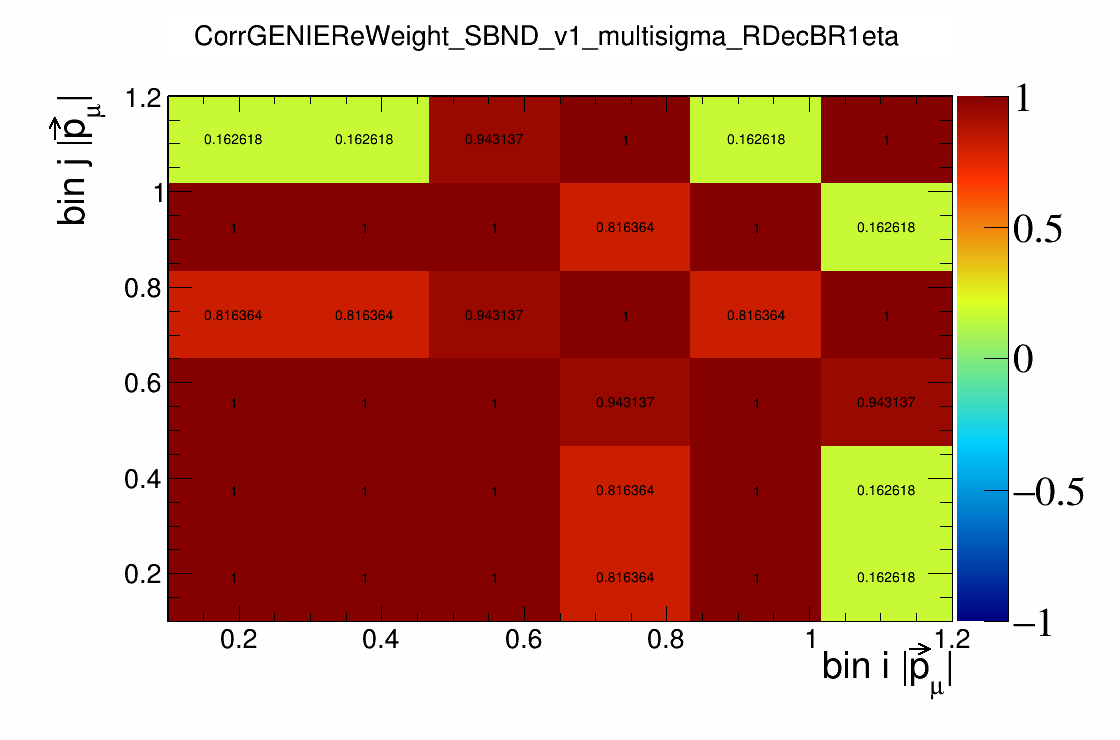 CorrGENIEReWeight_SBND_v1_multisigma_RDecBR1eta
bin j |p⃗_μ|
1.2
1
0.8
0.6
0.4
0.2
0.162618 0.162618 0.943137 1 0.162618 1
1 1 1 0.816364 1 0.162618
0.816364 0.816364 0.943137 1 0.816364 1
1 1 1 0.943137 1 0.943137
1 1 1 0.816364 1 0.162618
1 1 1 0.816364 1 0.162618
1
0.5
0
−0.5
−1
0.2 0.4 0.6 0.8 1 1.2
bin i |p⃗_μ|